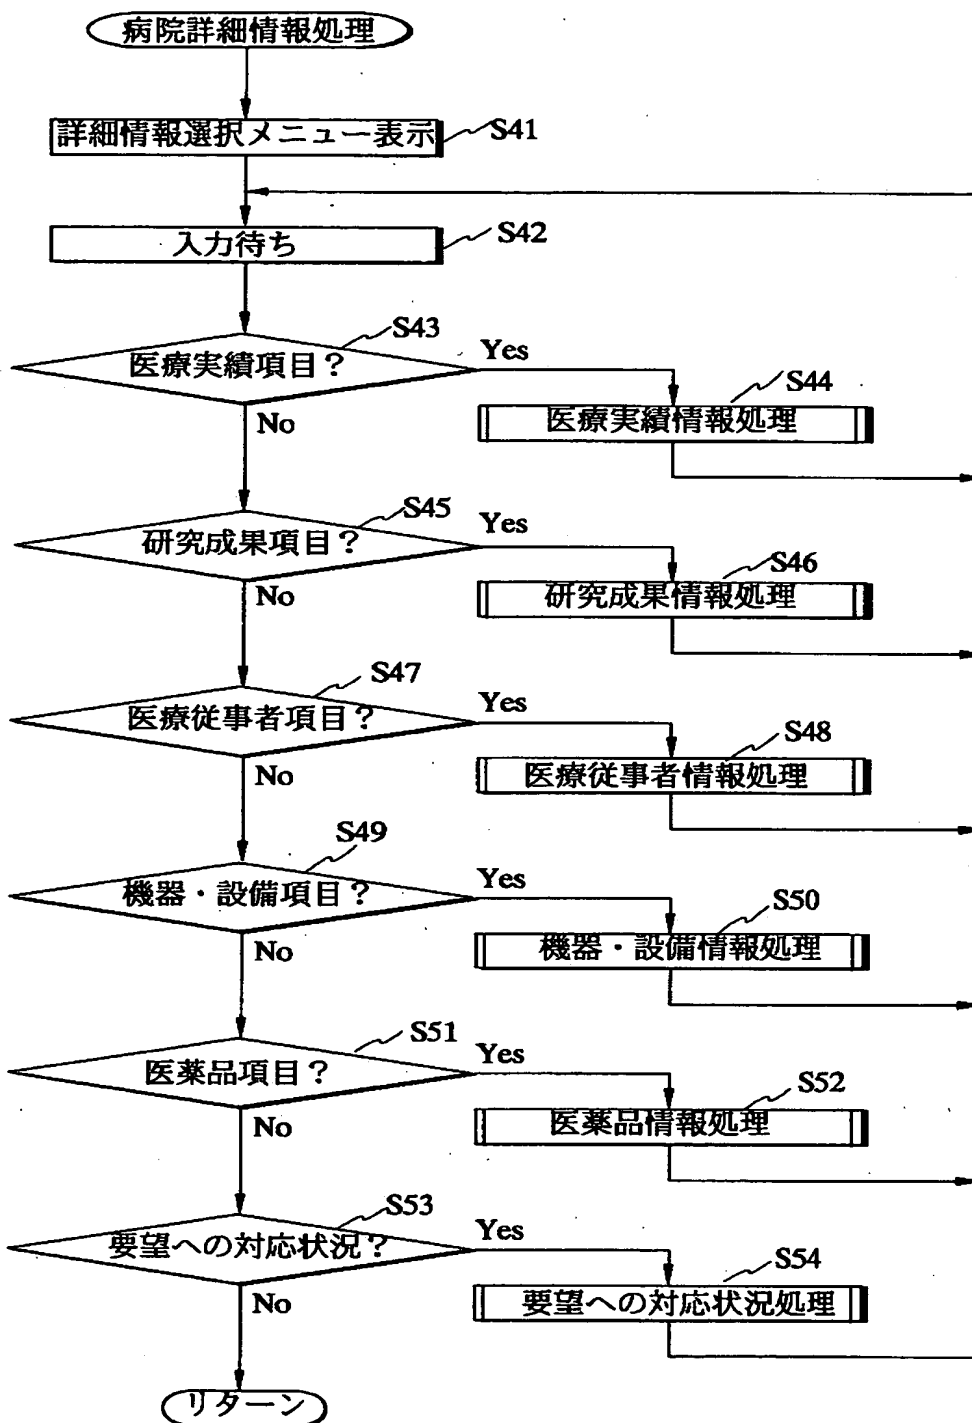 病院詳細情報処理
詳細情報選択メニュー表示
S41
入力待ち
S42
S43
医療実績項目？
Yes
No
S44
医療実績情報処理
S45
研究成果項目？
Yes
No
S46
研究成果情報処理
S47
医療従事者項目？
Yes
No
S48
医療従事者情報処理
S49
機器・設備項目？
Yes
No
S50
機器・設備情報処理
S51
医薬品項目？
Yes
No
S52
医薬品情報処理
S53
要望への対応状況？
Yes
No
S54
要望への対応状況処理
リターン